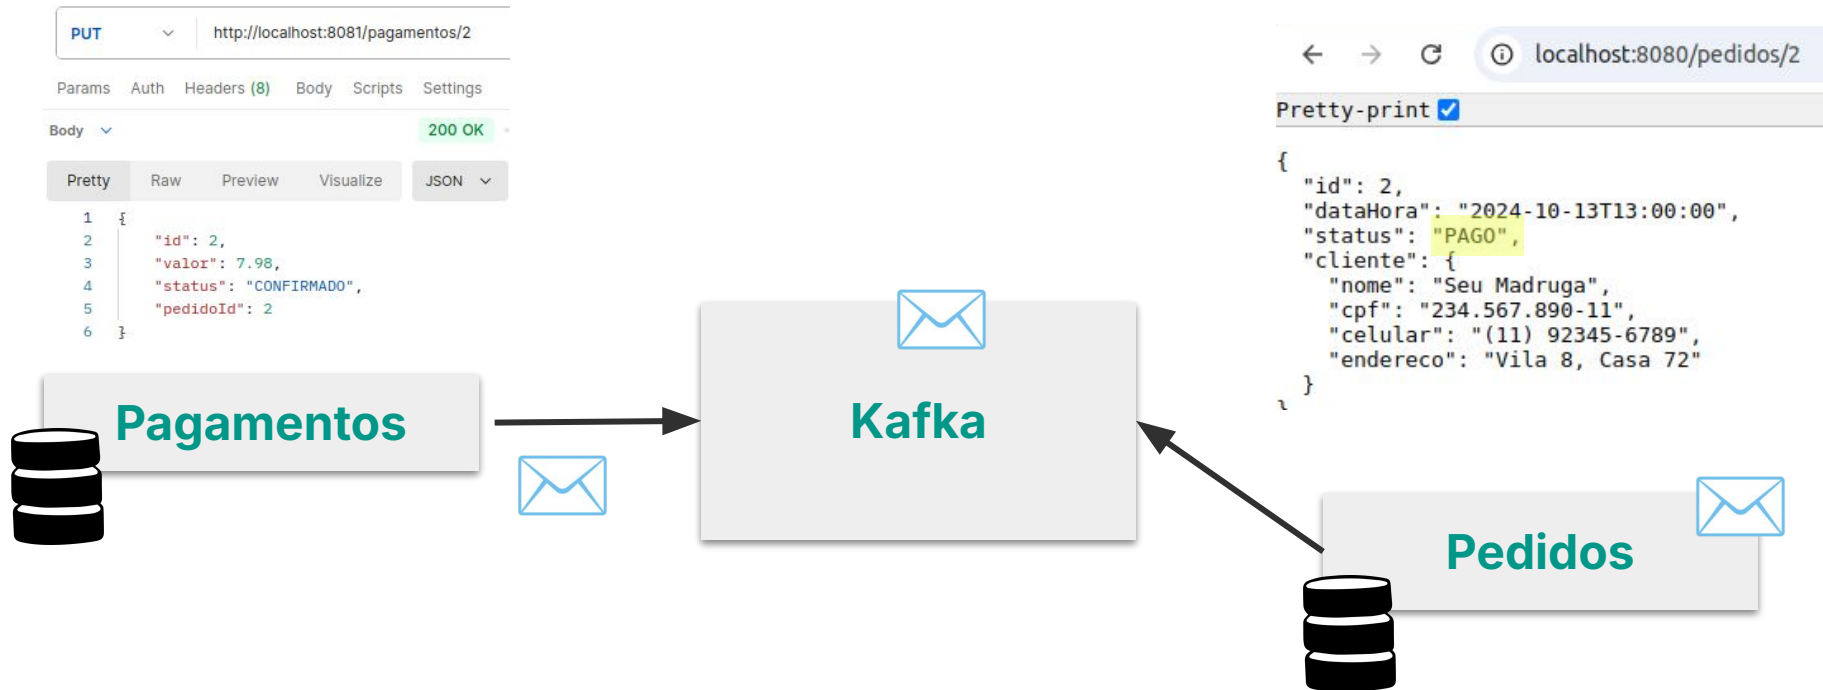 PUT http://localhost:8081/pagamentos/2
Params Auth Headers (8) Body Scripts Settings
Body 200 OK
Pretty Raw Preview Visualize JSON
1 {
2 "id": 2,
3 "valor": 7.98,
4 "status": "CONFIRMADO",
5 "pedidoId": 2
6 }
Pagamentos
Kafka
localhost:8080/pedidos/2
Pretty-print
{
"id": 2,
"dataHora": "2024-10-13T13:00:00",
"status": "PAGO",
"cliente": {
"nome": "Seu Madruga",
"cpf": "234.567.890-11",
"celular": "(11) 92345-6789",
"endereco": "Vila 8, Casa 72"
}
}
Pedidos